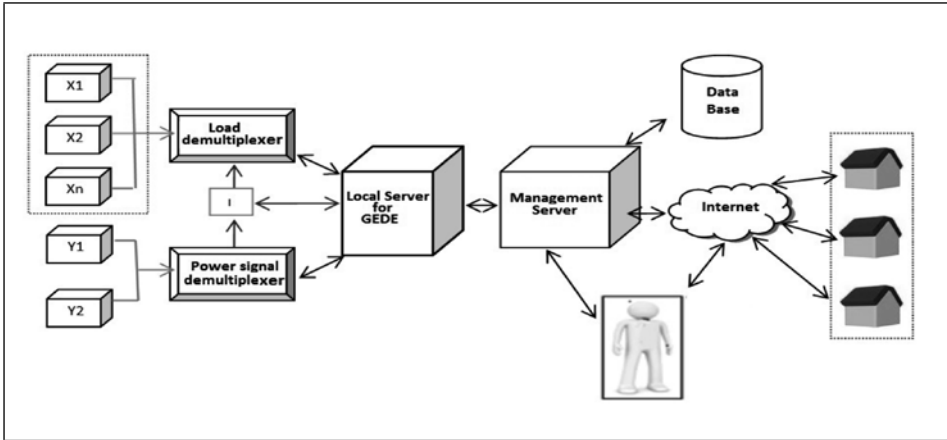 X1
X2
Xn
Load
demultiplexer
I
Y1
Y2
Power signal
demultiplexer
Local Server
for
GEDE
Management
Server
Data
Base
Internet